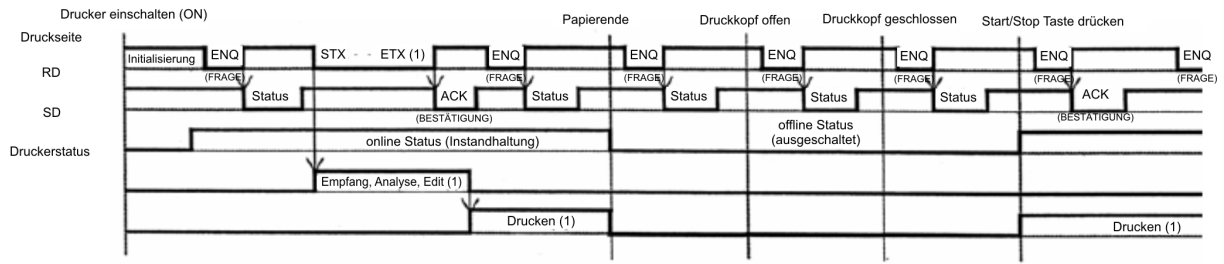 Drucker einschalten (ON)
Papierende Druckkopf offen Druckkopf geschlossen Start/Stop Taste drücken
Druckseite
Initialisierung ENQ STX - - ETX (1) ENQ ENQ ENQ ENQ ENQ ENQ
RD
(FRAGE) (FRAGE) (FRAGE) (FRAGE) (FRAGE) (FRAGE) (FRAGE)
Status ACK Status Status Status Status ACK
SD
(BESTÄTIGUNG) (BESTÄTIGUNG)
online Status (Instandhaltung) offline Status
(ausgeschaltet)
Druckerstatus
Empfang, Analyse, Edit (1)
Drucken (1) Drucken (1)